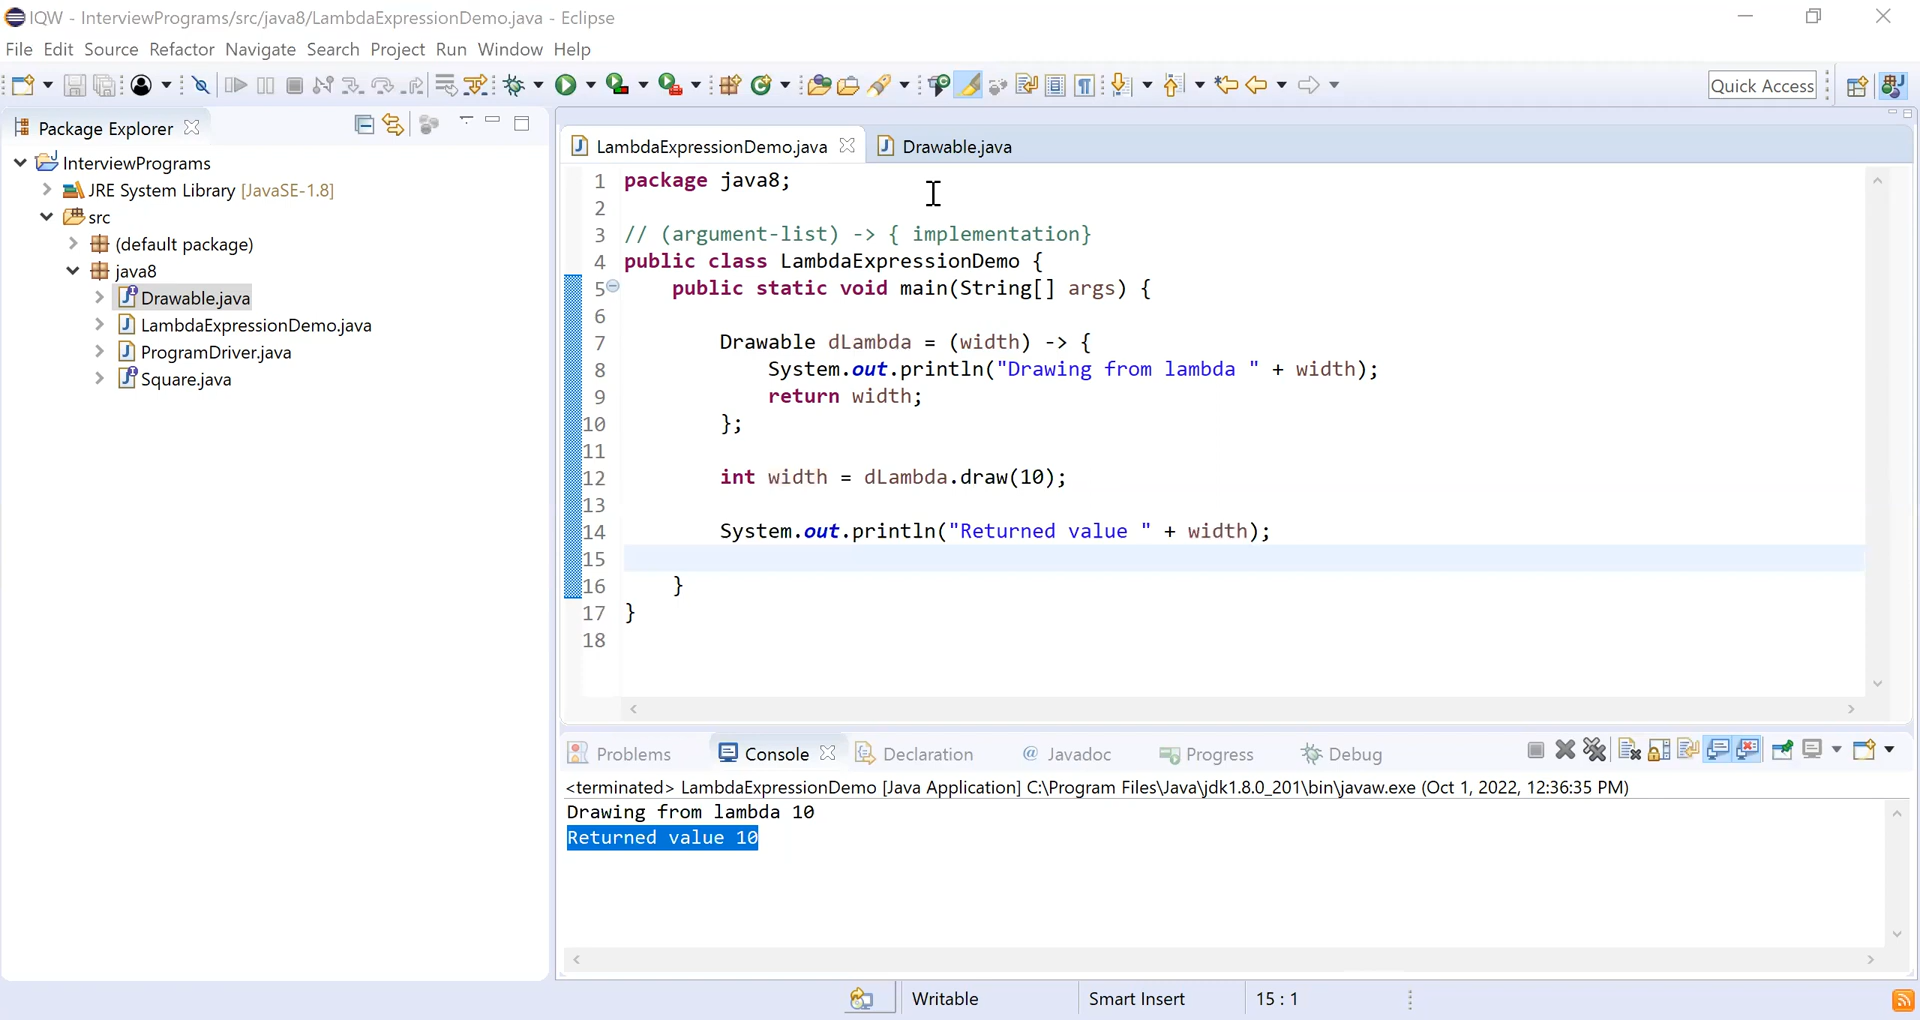 IQW - InterviewPrograms/src/java8/LambdaExpressionDemo.java - Eclipse
File Edit Source Refactor Navigate Search Project Run Window Help
Quick Access
Package Explorer
InterviewPrograms
JRE System Library [JavaSE-1.8]
src
(default package)
java8
Drawable.java
LambdaExpressionDemo.java
ProgramDriver.java
Square.java
LambdaExpressionDemo.java Drawable.java
1 package java8;
2
3 // (argument-list) -> { implementation}
4 public class LambdaExpressionDemo {
5 public static void main(String[] args) {
6
7 Drawable dLambda = (width) -> {
8 System.out.println("Drawing from lambda " + width);
9 return width;
10 };
11
12 int width = dLambda.draw(10);
13
14 System.out.println("Returned value " + width);
15
16 }
17 }
18
Problems Console Declaration @ Javadoc Progress Debug
<terminated> LambdaExpressionDemo [Java Application] C:\Program Files\Java\jdk1.8.0_201\bin\javaw.exe (Oct 1, 2022, 12:36:35 PM)
Drawing from lambda 10
Returned value 10
Writable Smart Insert 15 : 1